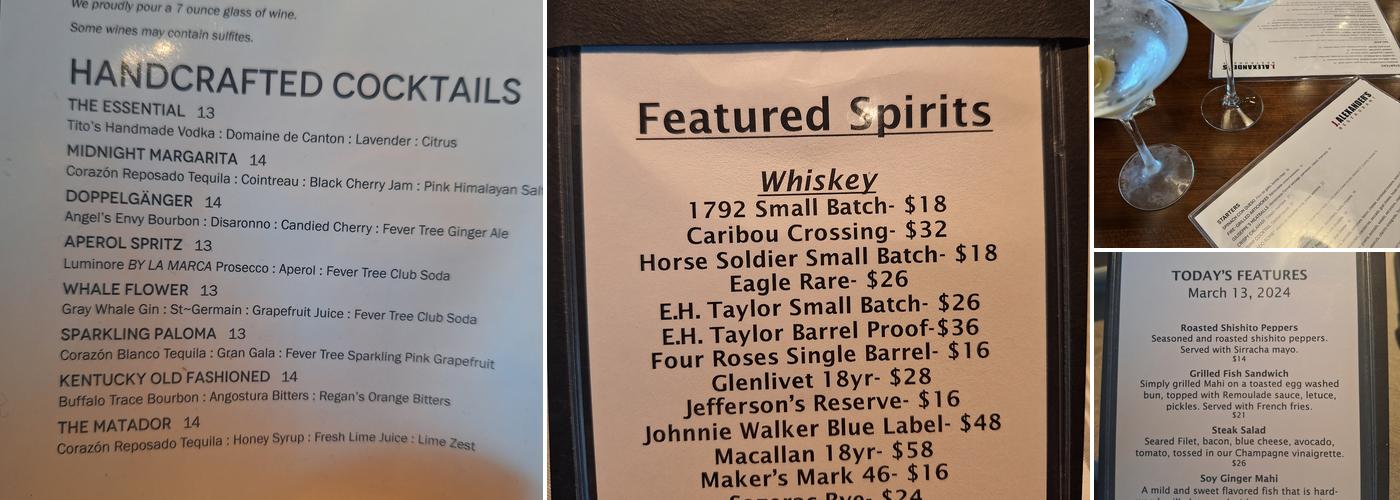 We proudly pour a 7 ounce glass of wine.
Some wines may contain sulfites.
HANDCRAFTED COCKTAILS
THE ESSENTIAL 13
Tito's Handmade Vodka : Domaine de Canton : Lavender : Citrus
MIDNIGHT MARGARITA 14
Corazón Reposado Tequila : Cointreau : Black Cherry Jam : Pink Himalayan Salt
DOPPELGÄNGER 14
Angel's Envy Bourbon : Disaronno : Candied Cherry : Fever Tree Ginger Ale
APEROL SPRITZ 13
Luminore BY LA MARCA Prosecco : Aperol : Fever Tree Club Soda
WHALE FLOWER 13
Gray Whale Gin : St~Germain : Grapefruit Juice : Fever Tree Club Soda
SPARKLING PALOMA 13
Corazón Blanco Tequila : Gran Gala : Fever Tree Sparkling Pink Grapefruit
KENTUCKY OLD FASHIONED 14
Buffalo Trace Bourbon : Angostura Bitters : Regan's Orange Bitters
THE MATADOR 14
Corazón Reposado Tequila : Honey Syrup : Fresh Lime Juice : Lime Zest
Featured Spirits
Whiskey
1792 Small Batch- $18
Caribou Crossing- $32
Horse Soldier Small Batch- $18
Eagle Rare- $26
E.H. Taylor Small Batch- $26
E.H. Taylor Barrel Proof-$36
Four Roses Single Barrel- $16
Glenlivet 18yr- $28
Jefferson's Reserve- $16
Johnnie Walker Blue Label- $48
Macallan 18yr- $58
Maker's Mark 46- $16
Sazerac Rye- $24
J. ALEXANDER'S
J. ALEXANDER'S
RESTAURANT
STARTERS
TODAY'S FEATURES
March 13, 2024
Roasted Shishito Peppers
Seasoned and roasted shishito peppers.
Served with Sirracha mayo.
$14
Grilled Fish Sandwich
Simply grilled Mahi on a toasted egg washed
bun, topped with Remoulade sauce, letuce,
pickles. Served with French fries.
$21
Steak Salad
Seared Filet, bacon, blue cheese, avocado,
tomato, tossed in our Champagne vinaigrette.
$26
Soy Ginger Mahi
A mild and sweet flavored fish that is hard-